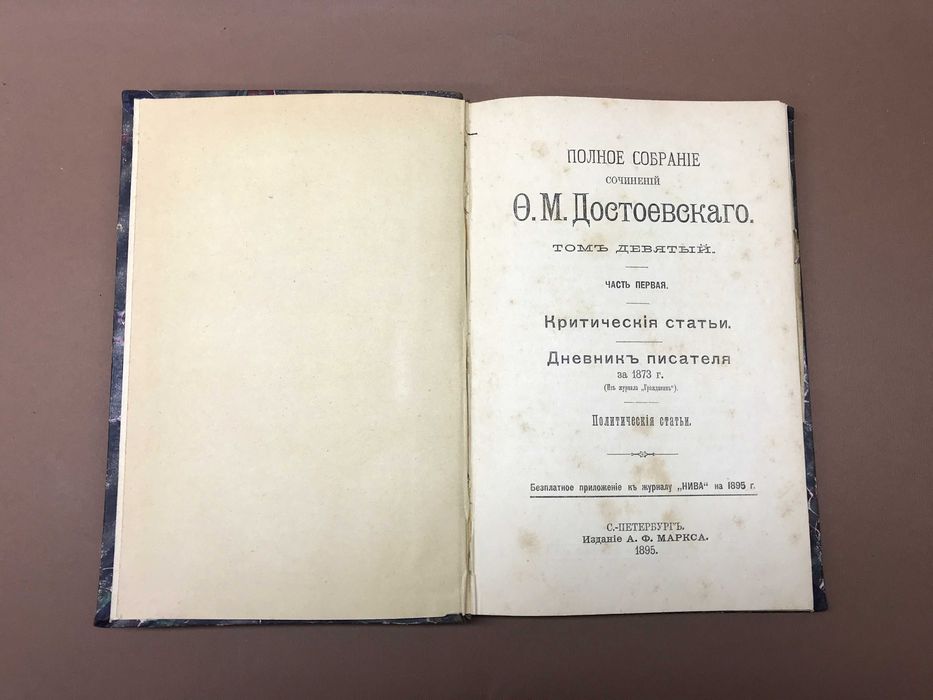 ПОЛНОЕ СОБРАНІЕ
СОЧИНЕНІЙ
Ѳ. М. Достоевскаго.
ТОМЪ ДЕВЯТЫЙ.
ЧАСТЬ ПЕРВАЯ.
Критическія статьи.
Дневникъ писателя
за 1873 г.
(Изъ журнала „Гражданинъ“).
Политическія статьи.
Безплатное приложеніе къ журналу „НИВА“ на 1895 г.
С.-ПЕТЕРБУРГЪ.
Изданіе А. Ф. МАРКСА.
1895.